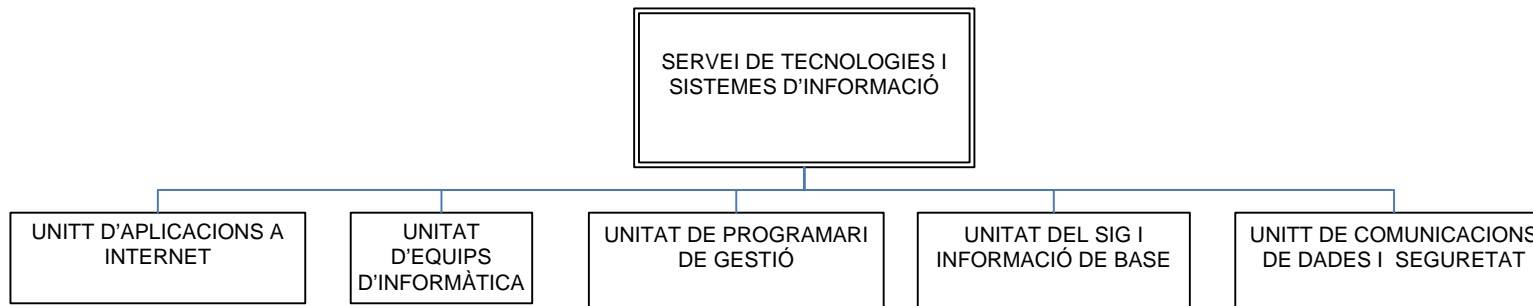 SERVEI DE TECNOLOGIES I
SISTEMES D'INFORMACIÓ
UNITT D'APLICACIONS A
INTERNET
UNITAT
D'EQUIPS
D'INFORMÀTICA
UNITAT DE PROGRAMARI
DE GESTIÓ
UNITAT DEL SIG I
INFORMACIÓ DE BASE
UNITT DE COMUNICACIONS
DE DADES I  SEGURETAT